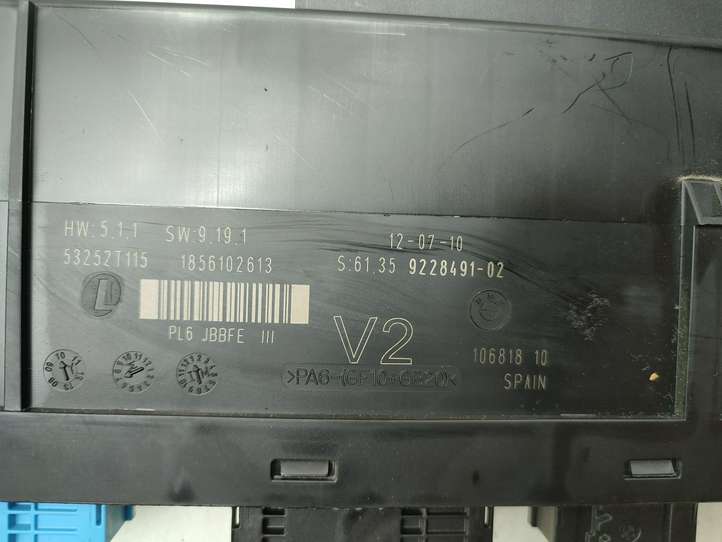 HW:5.1.1 SW:9.19.1 12-07-10
53252T115 1856102613 S:61.35 9228491-02
L
PL6 JBBFE III V2
106818 10
>PA6-(GF10+GB20)<
SPAIN